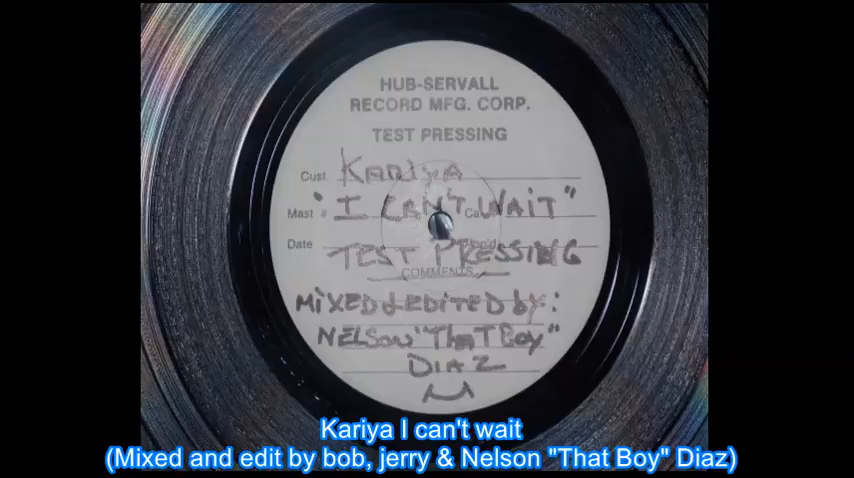 HUB-SERVALL
RECORD MFG. CORP.
TEST PRESSING
Cust KARIYA
Mast # "I CAN'T WAIT"
Date TEST PRESSING
COMMENTS
MiXED & EDITED by:
NELSON "ThaT Boy"
DIAZ
Kariya I can't wait
(Mixed and edit by bob, jerry & Nelson "That Boy" Diaz)